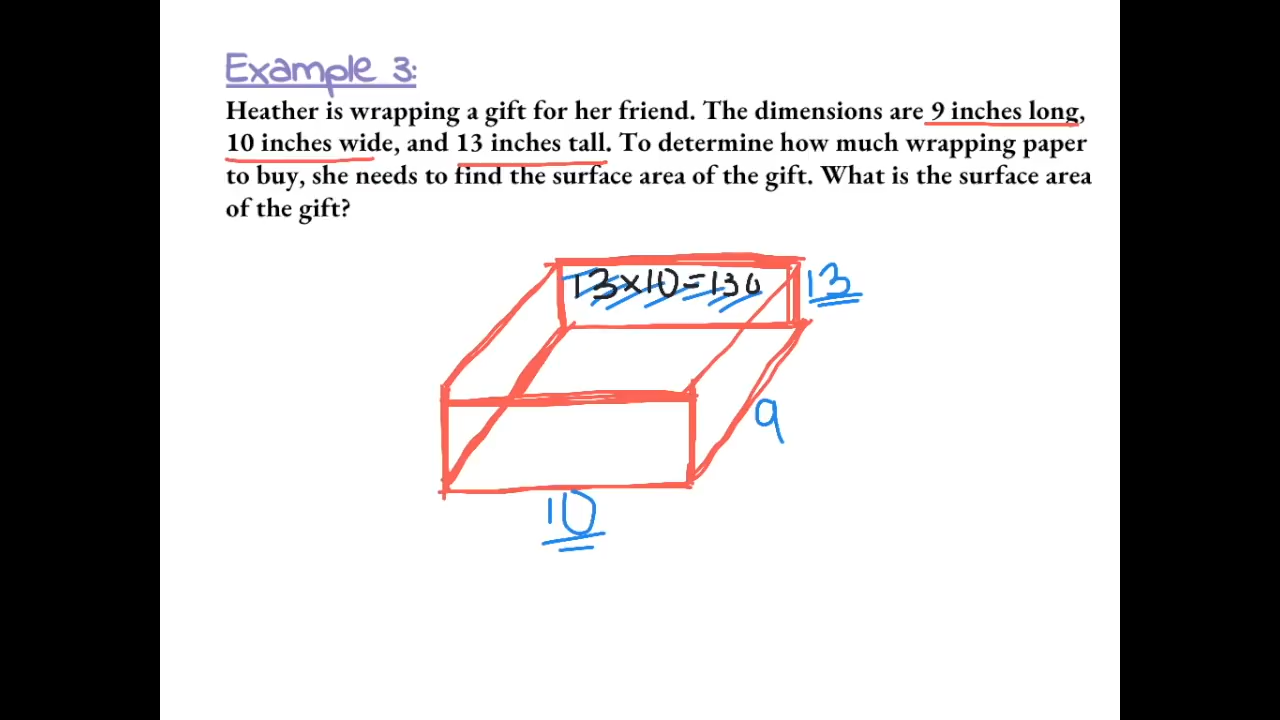 Example 3:
Heather is wrapping a gift for her friend. The dimensions are 9 inches long,
10 inches wide, and 13 inches tall. To determine how much wrapping paper
to buy, she needs to find the surface area of the gift. What is the surface area
of the gift?
13×10=130
13
9
10